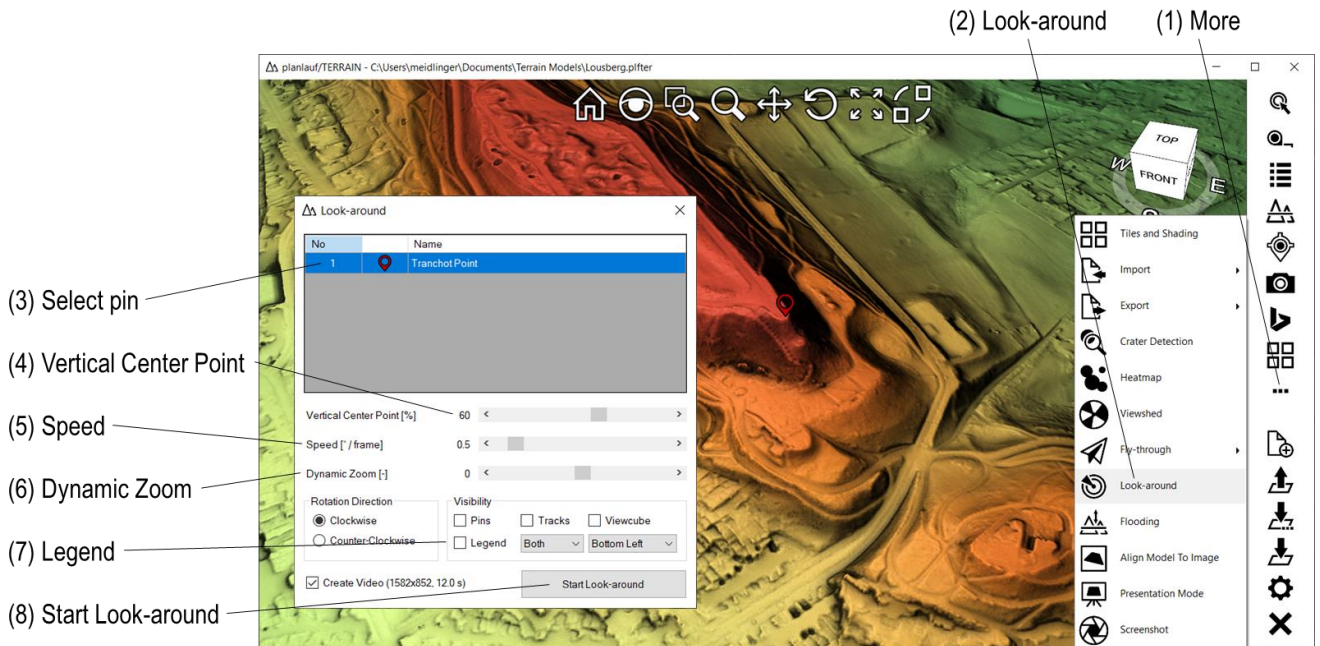 (2) Look-around (1) More
planlauf/TERRAIN - C:\Users\meidlinger\Documents\Terrain Models\Lousberg.plfter
TOP
FRONT
W
E
Look-around
No Name
1 Tranchot Point
(3) Select pin
(4) Vertical Center Point
(5) Speed
(6) Dynamic Zoom
(7) Legend
(8) Start Look-around
Vertical Center Point [%] 60
Speed [° / frame] 0.5
Dynamic Zoom [-] 0
Rotation Direction
Clockwise
Counter-Clockwise
Visibility
Pins Tracks Viewcube
Legend Both Bottom Left
Create Video (1582x852, 12.0 s) Start Look-around
Tiles and Shading
Import
Export
Crater Detection
Heatmap
Viewshed
Fly-through
Look-around
Flooding
Align Model To Image
Presentation Mode
Screenshot